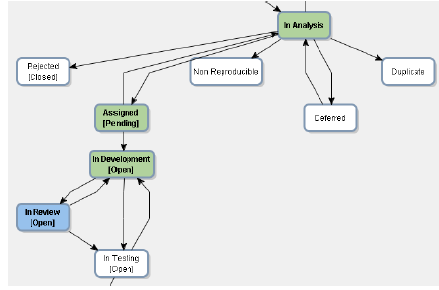 In Analysis
Rejected
[Closed]
Non Reproducible
Duplicate
Assigned
[Pending]
Deferred
In Development
[Open]
In Review
[Open]
In Testing
[Open]